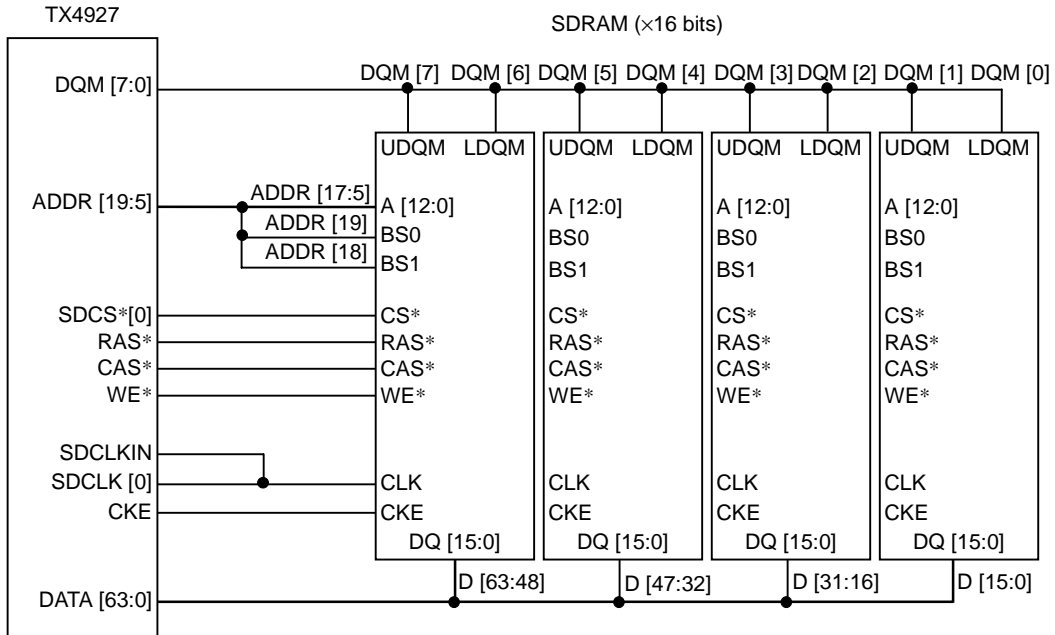 TX4927
SDRAM (×16 bits)
DQM [7:0]
DQM [7] DQM [6] DQM [5] DQM [4] DQM [3] DQM [2] DQM [1] DQM [0]
UDQM LDQM UDQM LDQM UDQM LDQM UDQM LDQM
ADDR [19:5] ADDR [17:5] A [12:0] A [12:0] A [12:0] A [12:0]
ADDR [19] BS0 BS0 BS0 BS0
ADDR [18] BS1 BS1 BS1 BS1
SDCS*[0] CS* CS* CS* CS*
RAS* RAS* RAS* RAS* RAS*
CAS* CAS* CAS* CAS* CAS*
WE* WE* WE* WE* WE*
SDCLKIN
SDCLK [0] CLK CLK CLK CLK
CKE CKE CKE CKE CKE
DQ [15:0] DQ [15:0] DQ [15:0] DQ [15:0]
D [63:48] D [47:32] D [31:16] D [15:0]
DATA [63:0]